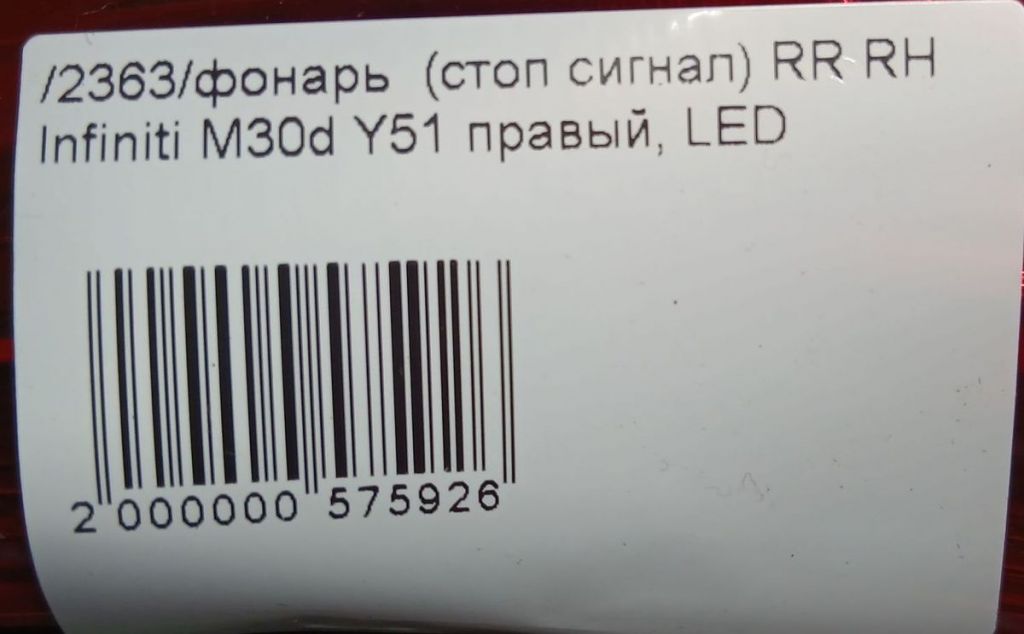 /2363/фонарь (стоп сигнал) RR RH
Infiniti M30d Y51 правый, LED
2 000000 575926